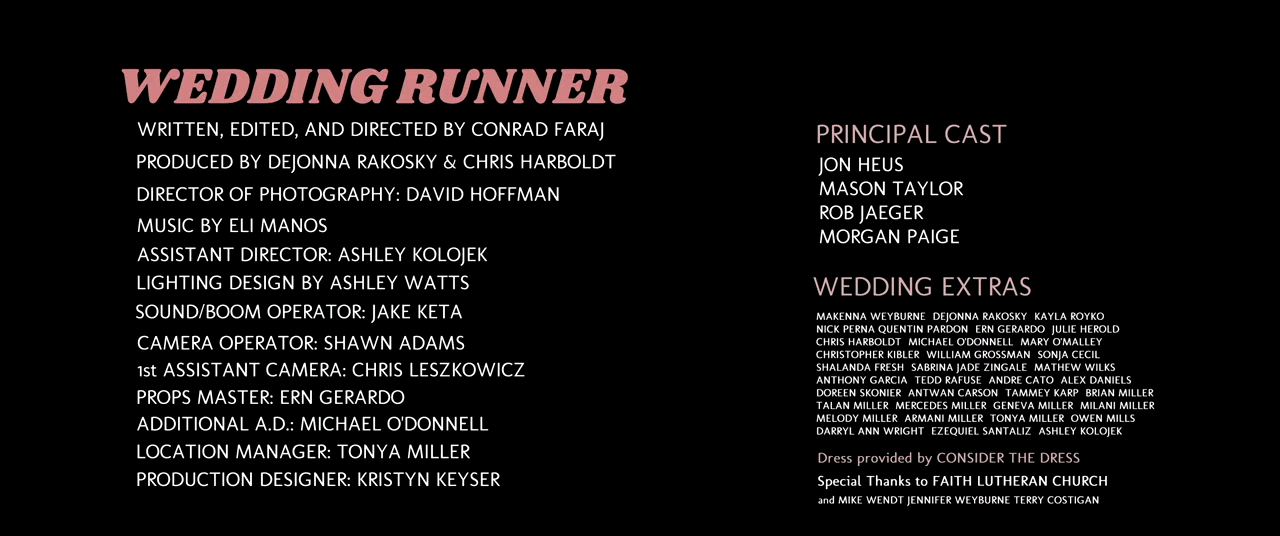 WEDDING RUNNER
WRITTEN, EDITED, AND DIRECTED BY CONRAD FARAJ
PRODUCED BY DEJONNA RAKOSKY & CHRIS HARBOLDT
DIRECTOR OF PHOTOGRAPHY: DAVID HOFFMAN
MUSIC BY ELI MANOS
ASSISTANT DIRECTOR: ASHLEY KOLOJEK
LIGHTING DESIGN BY ASHLEY WATTS
SOUND/BOOM OPERATOR: JAKE KETA
CAMERA OPERATOR: SHAWN ADAMS
1st ASSISTANT CAMERA: CHRIS LESZKOWICZ
PROPS MASTER: ERN GERARDO
ADDITIONAL A.D.: MICHAEL O'DONNELL
LOCATION MANAGER: TONYA MILLER
PRODUCTION DESIGNER: KRISTYN KEYSER
PRINCIPAL CAST
JON HEUS
MASON TAYLOR
ROB JAEGER
MORGAN PAIGE
WEDDING EXTRAS
MAKENNA WEYBURNE DEJONNA RAKOSKY KAYLA ROYKO
NICK PERNA QUENTIN PARDON ERN GERARDO JULIE HEROLD
CHRIS HARBOLDT MICHAEL O'DONNELL MARY O'MALLEY
CHRISTOPHER KIBLER WILLIAM GROSSMAN SONJA CECIL
SHALANDA FRESH SABRINA JADE ZINGALE MATHEW WILKS
ANTHONY GARCIA TEDD RAFUSE ANDRE CATO ALEX DANIELS
DOREEN SKONIER ANTWAN CARSON TAMMEY KARP BRIAN MILLER
TALAN MILLER MERCEDES MILLER GENEVA MILLER MILANI MILLER
MELODY MILLER ARMANI MILLER TONYA MILLER OWEN MILLS
DARRYL ANN WRIGHT EZEQUIEL SANTALIZ ASHLEY KOLOJEK
Dress provided by CONSIDER THE DRESS
Special Thanks to FAITH LUTHERAN CHURCH
and MIKE WENDT JENNIFER WEYBURNE TERRY COSTIGAN